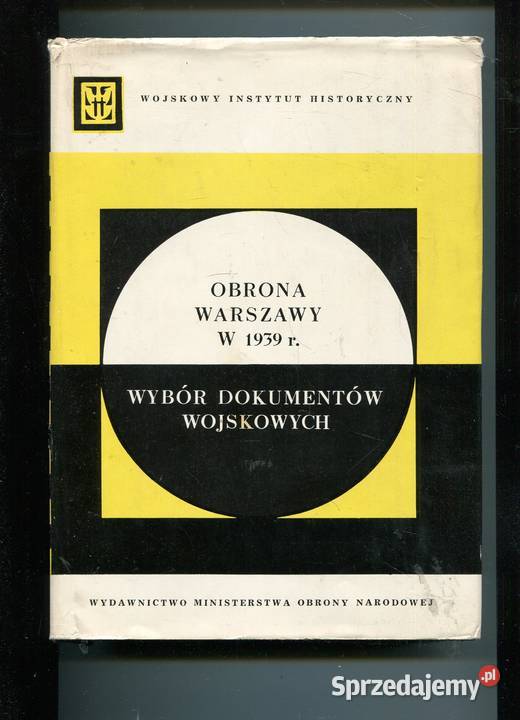 WOJSKOWY INSTYTUT HISTORYCZNY
OBRONA
WARSZAWY
W 1939 r.
WYBÓR DOKUMENTÓW
WOJSKOWYCH
WYDAWNICTWO MINISTERSTWA OBRONY NARODOWEJ
Sprzedajemy.pl